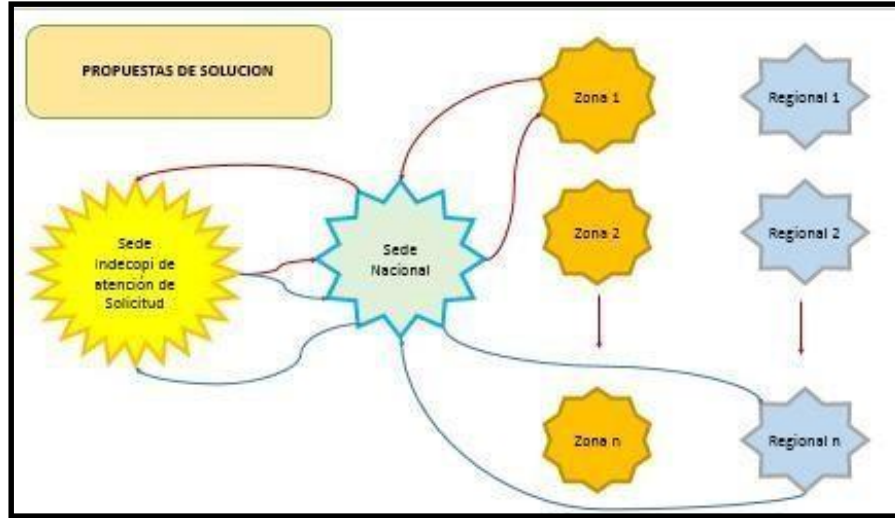 PROPUESTAS DE SOLUCION
Zona 1
Regional 1
Sede
Indecopi de
atención de
Solicitud
Sede
Nacional
Zona 2
Regional 2
Zona n
Regional n